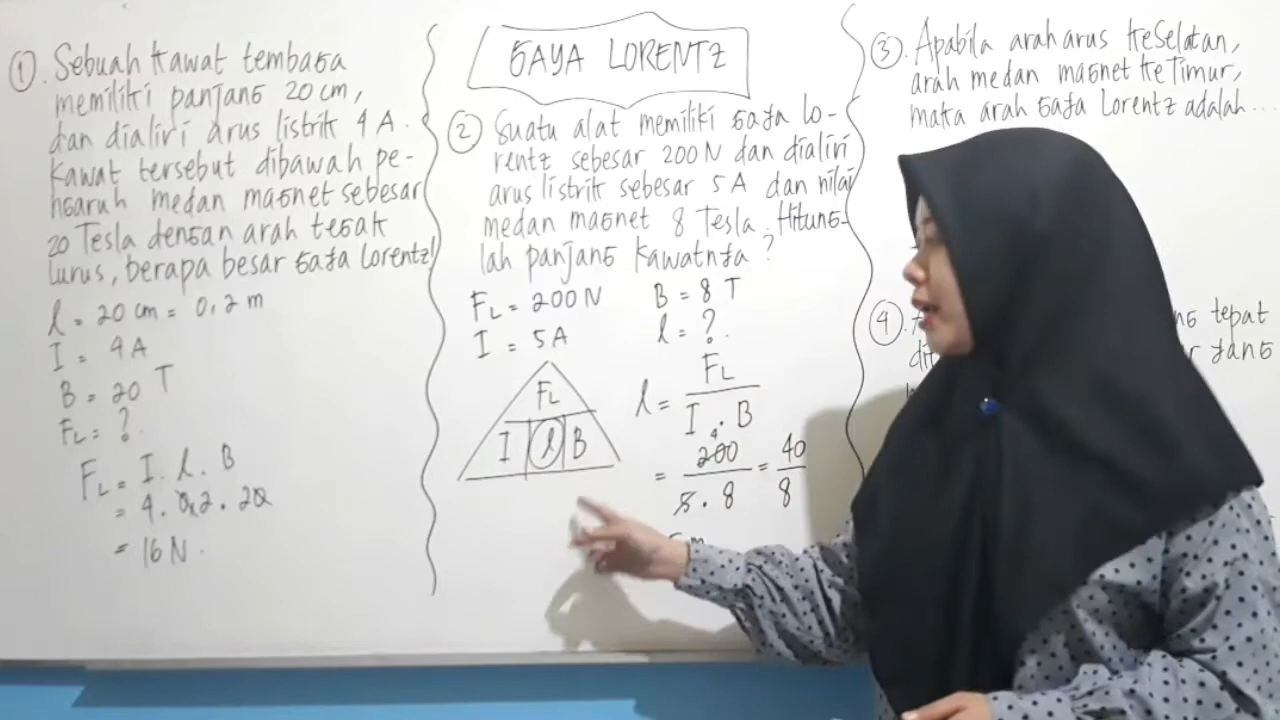 GAYA LORENTZ
1. Sebuah kawat tembaga
memiliki panjang 20 cm,
dan dialiri arus listrik 4 A.
Kawat tersebut dibawah pe-
ngaruh medan magnet sebesar
20 Tesla dengan arah tegak
lurus, berapa besar gaya Lorentz!
l = 20 cm = 0,2 m
I = 4 A
B = 20 T
FL = ?
FL = I . l . B
= 4 . 0,2 . 20
= 16 N.
2. Suatu alat memiliki gaya Lo-
rentz sebesar 200 N dan dialiri
arus listrik sebesar 5 A dan nilai
medan magnet 8 Tesla. Hitung-
lah panjang kawatnya?
FL = 200 N B = 8 T
I = 5 A l = ?
FL
I l B
l = FL / I . B
= 200 / 5 . 8 = 40 / 8
3. Apabila arah arus ke Selatan,
arah medan magnet ke Timur,
maka arah gaya Lorentz adalah ...
4. tepat
yang